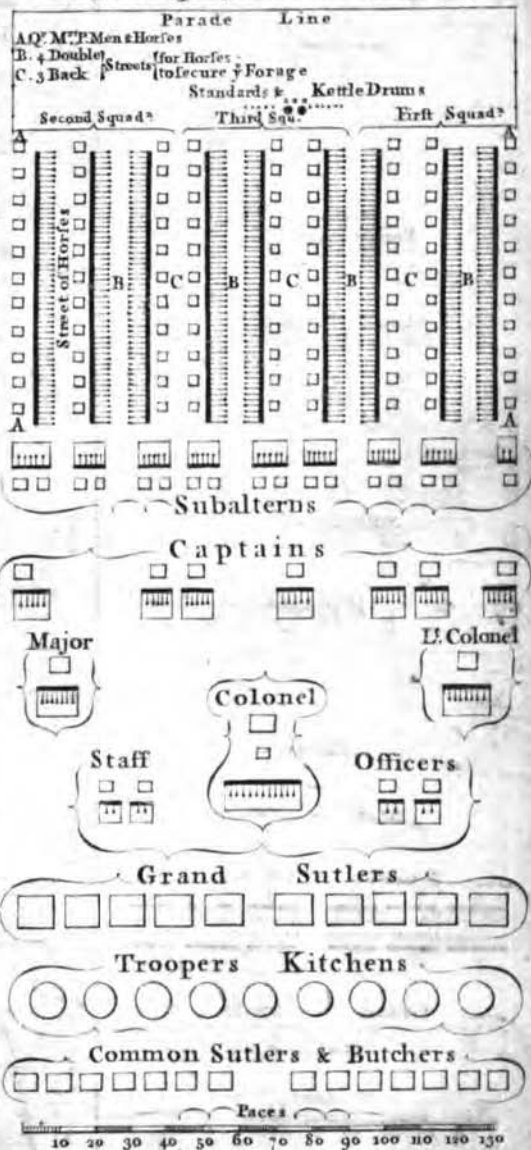 Parade Line
A.Qr. Mrs. P. Men & Horſes
B. 4 Double Streets for Horſes
C. 3 Back to ſecure yͤ Forage
Standards & Kettle Drums
Second Squadn. Third Squ. Firſt Squadn.
A A
Street of Horſes
B C B C B C B
A A
Subalterns
Captains
Major Lt. Colonel
Colonel
Staff Officers
Grand Sutlers
Troopers Kitchens
Common Sutlers & Butchers
Paces
10 20 30 40 50 60 70 80 90 100 110 120 130